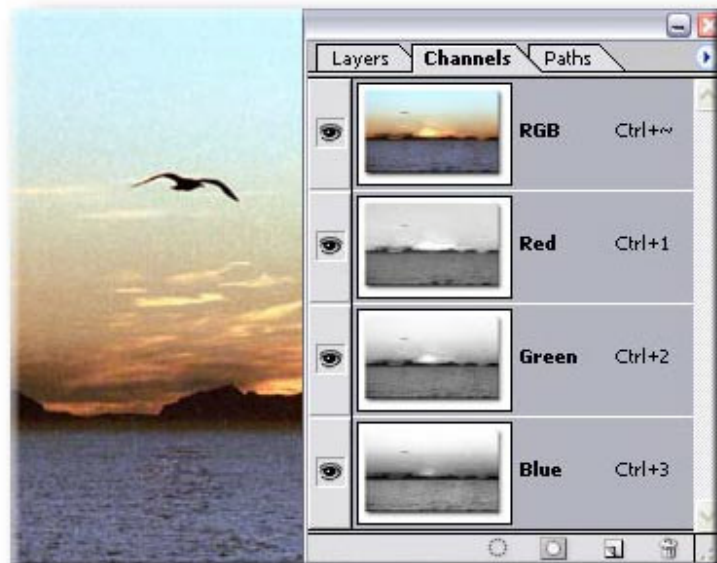 Layers Channels Paths
RGB Ctrl+~
Red Ctrl+1
Green Ctrl+2
Blue Ctrl+3